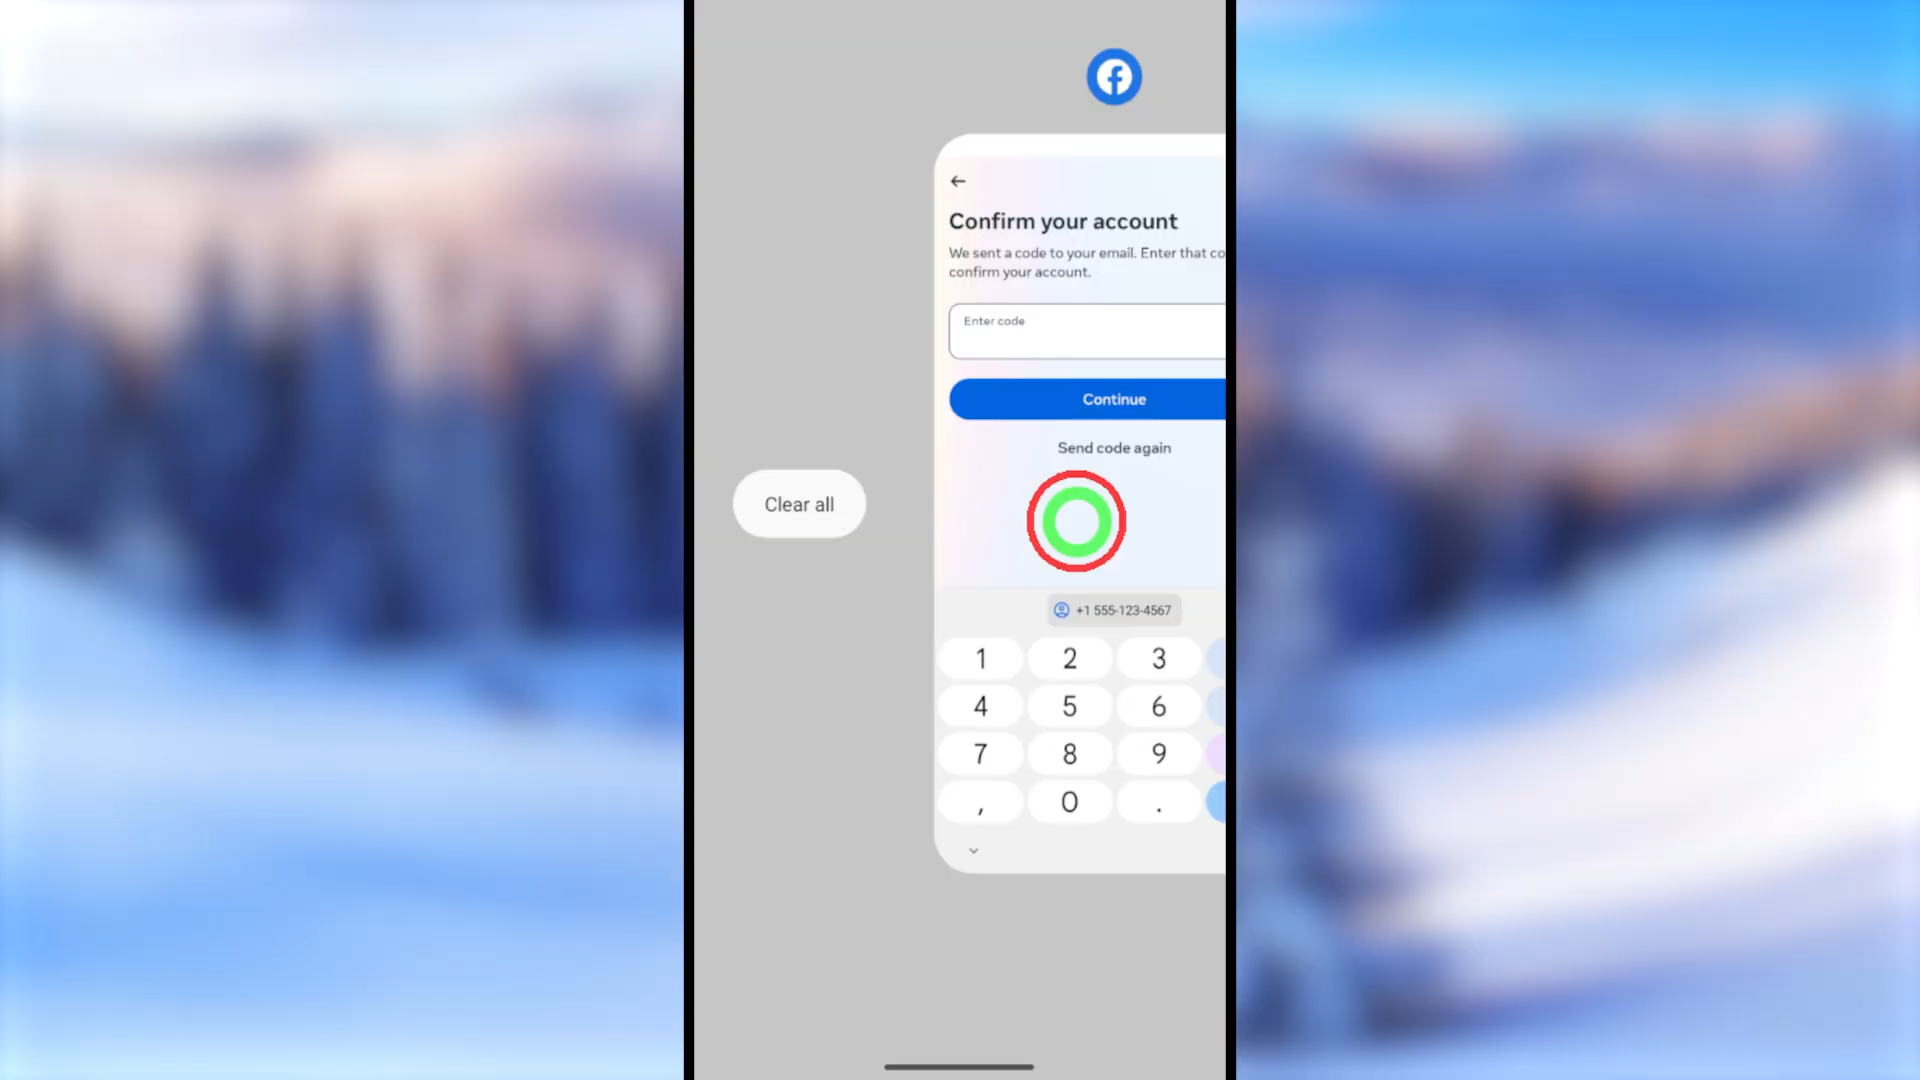 Confirm your account
We sent a code to your email. Enter that co
confirm your account.
Enter code
Continue
Send code again
Clear all
+1 555-123-4567
1 2 3
4 5 6
7 8 9
, 0 .